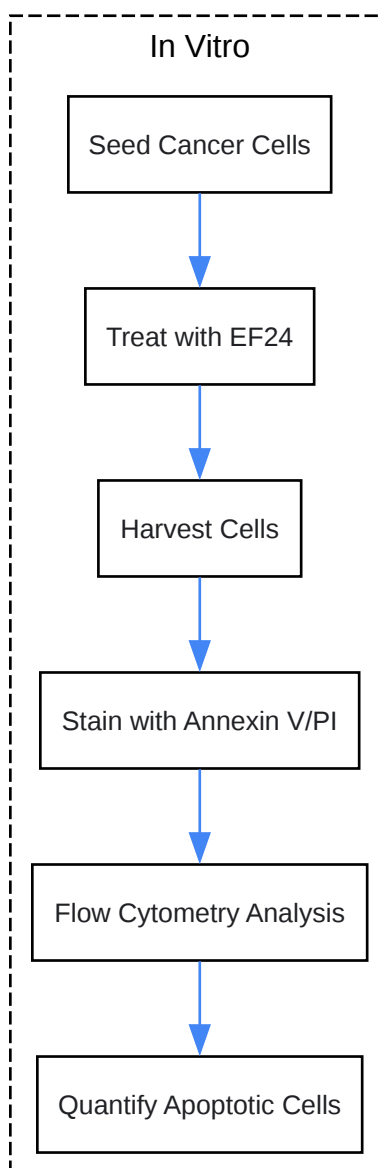 In Vitro
Seed Cancer Cells
Treat with EF24
Harvest Cells
Stain with Annexin V/PI
Flow Cytometry Analysis
Quantify Apoptotic Cells